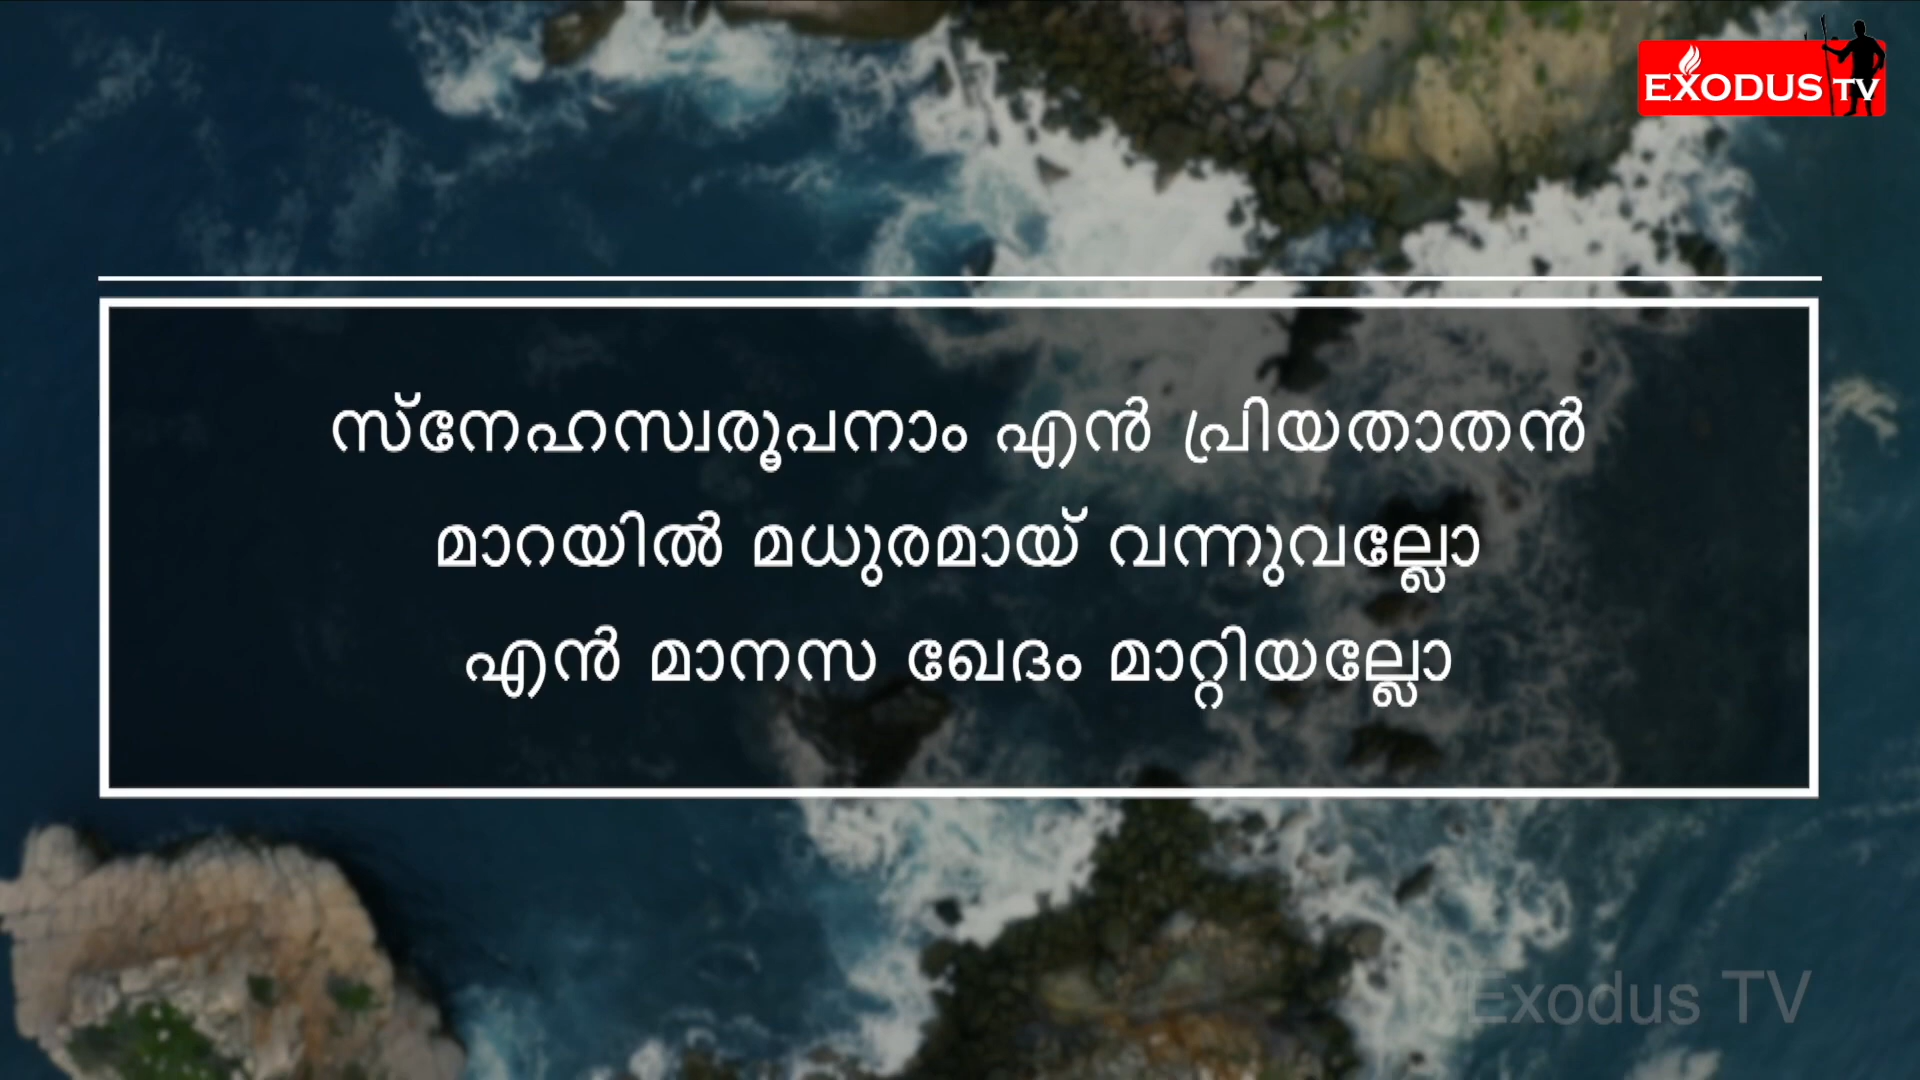 EXODUS TV
സ്നേഹസ്വരൂപനാം എൻ പ്രിയതാതൻ
മാറയിൽ മധുരമായ് വന്നുവല്ലോ
എൻ മാനസ ഖേദം മാറ്റിയല്ലോ
Exodus TV